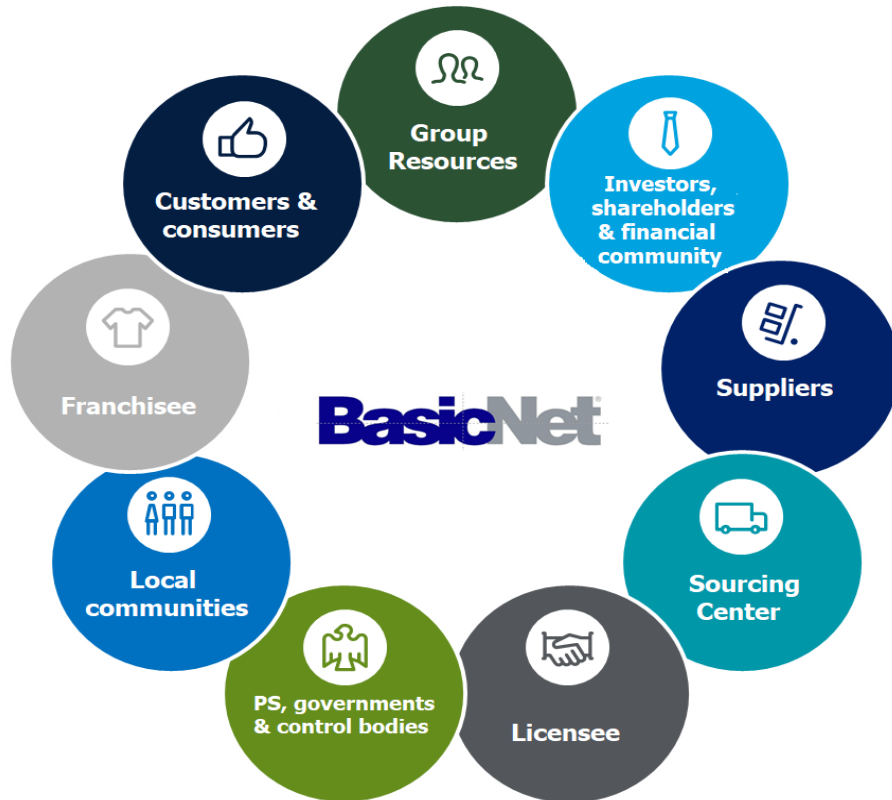 Group
Resources
Investors,
shareholders
& financial
community
Suppliers
Sourcing
Center
Licensee
PS, governments
& control bodies
Local
communities
Franchisee
Customers &
consumers
BasicNet